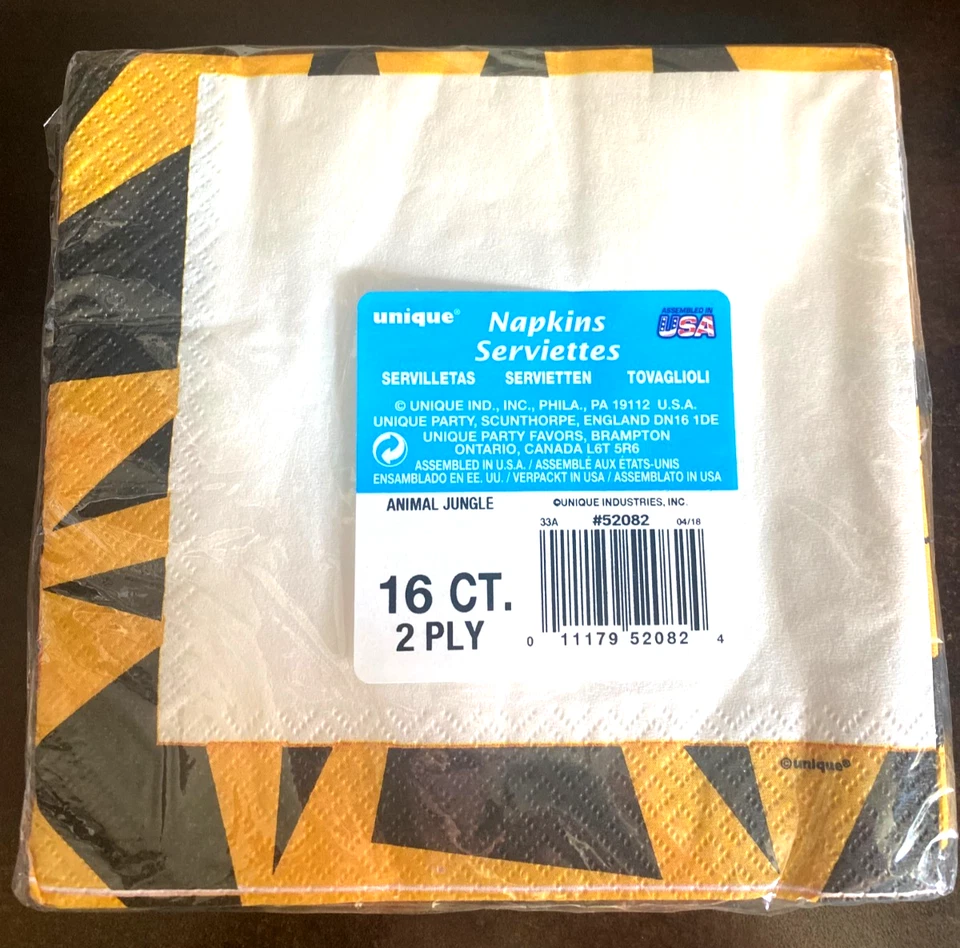 unique®
Napkins
Serviettes
ASSEMBLED IN
USA
SERVILLETAS SERVIETTEN TOVAGLIOLI
© UNIQUE IND., INC., PHILA., PA 19112 U.S.A.
UNIQUE PARTY, SCUNTHORPE, ENGLAND DN16 1DE
UNIQUE PARTY FAVORS, BRAMPTON
ONTARIO, CANADA L6T 5R6
ASSEMBLED IN U.S.A. / ASSEMBLÉ AUX ÉTATS-UNIS
ENSAMBLADO EN EE. UU. / VERPACKT IN USA / ASSEMBLATO IN USA
ANIMAL JUNGLE ©UNIQUE INDUSTRIES, INC.
33A #52082 04/18
16 CT.
2 PLY
0 11179 52082 4
©unique®